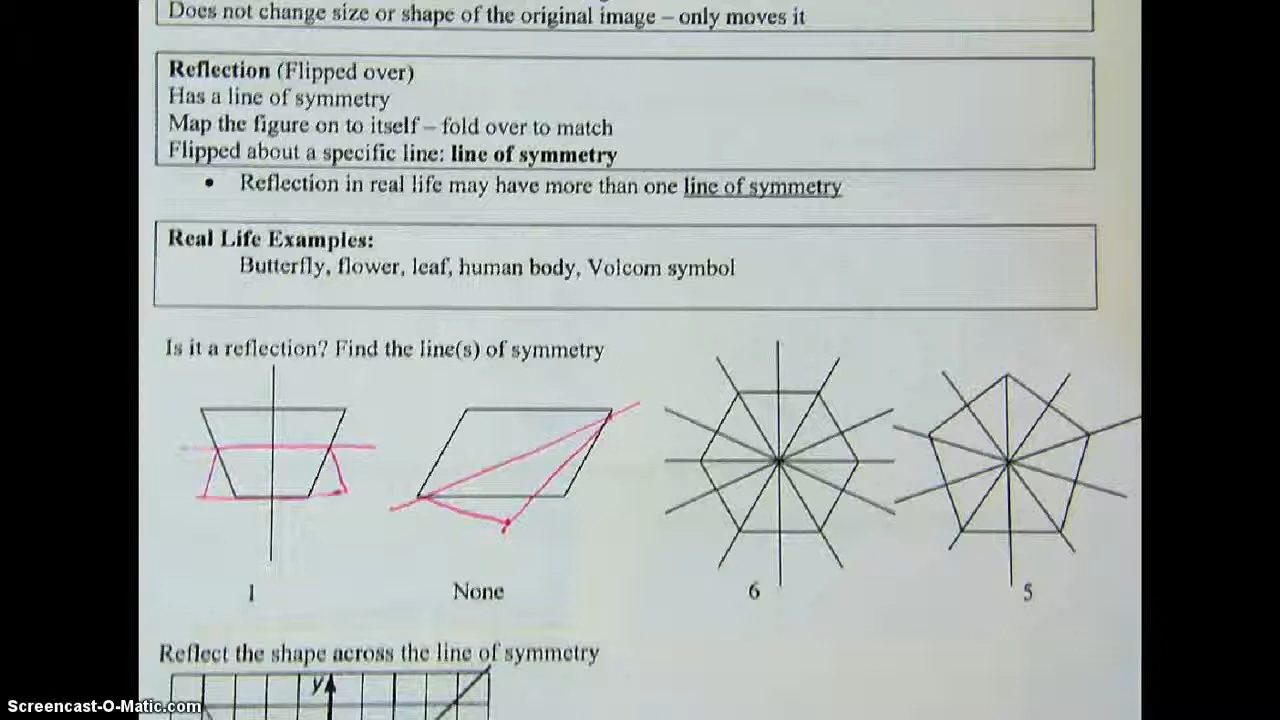 Does not change size or shape of the original image – only moves it
Reflection (Flipped over)
Has a line of symmetry
Map the figure on to itself – fold over to match
Flipped about a specific line: line of symmetry
• Reflection in real life may have more than one line of symmetry
Real Life Examples:
Butterfly, flower, leaf, human body, Volcom symbol
Is it a reflection? Find the line(s) of symmetry
1 None 6 5
Reflect the shape across the line of symmetry
y
Screencast-O-Matic.com